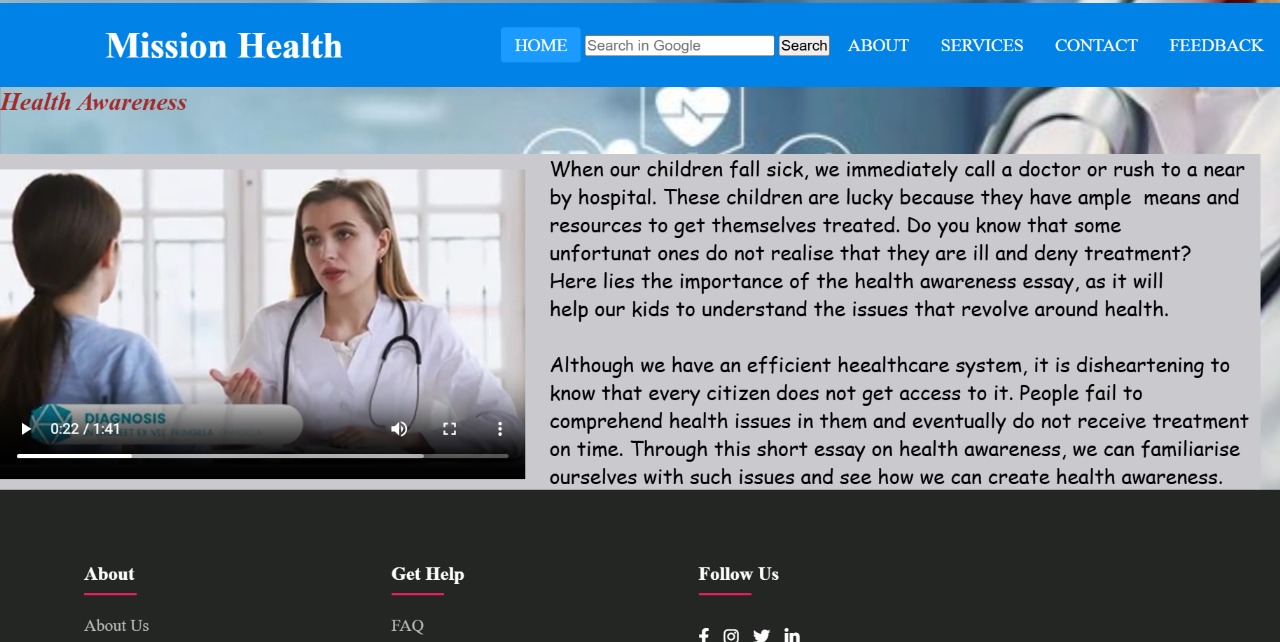 Mission Health
HOME
Search in Google
Search
ABOUT
SERVICES
CONTACT
FEEDBACK
Health Awareness
When our children fall sick, we immediately call a doctor or rush to a near
by hospital. These children are lucky because they have ample  means and
resources to get themselves treated. Do you know that some
unfortunat ones do not realise that they are ill and deny treatment?
Here lies the importance of the health awareness essay, as it will
help our kids to understand the issues that revolve around health.
Although we have an efficient heealthcare system, it is disheartening to
know that every citizen does not get access to it. People fail to
comprehend health issues in them and eventually do not receive treatment
on time. Through this short essay on health awareness, we can familiarise
ourselves with such issues and see how we can create health awareness.
DIAGNOSIS
0:22 / 1:41
About
Get Help
Follow Us
About Us
FAQ